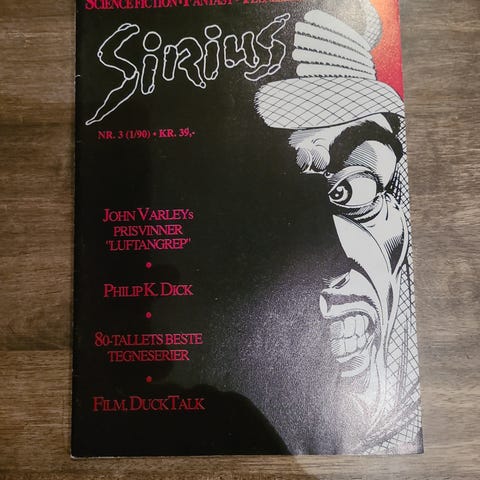 SCIENCE FICTION • FANTASY •
Sirius
NR. 3 (1/90) • KR. 39,-
JOHN VARLEYS
PRISVINNER
"LUFTANGREP"
•
PHILIP K. DICK
•
80-TALLETS BESTE
TEGNESERIER
•
FILM, DUCKTALK